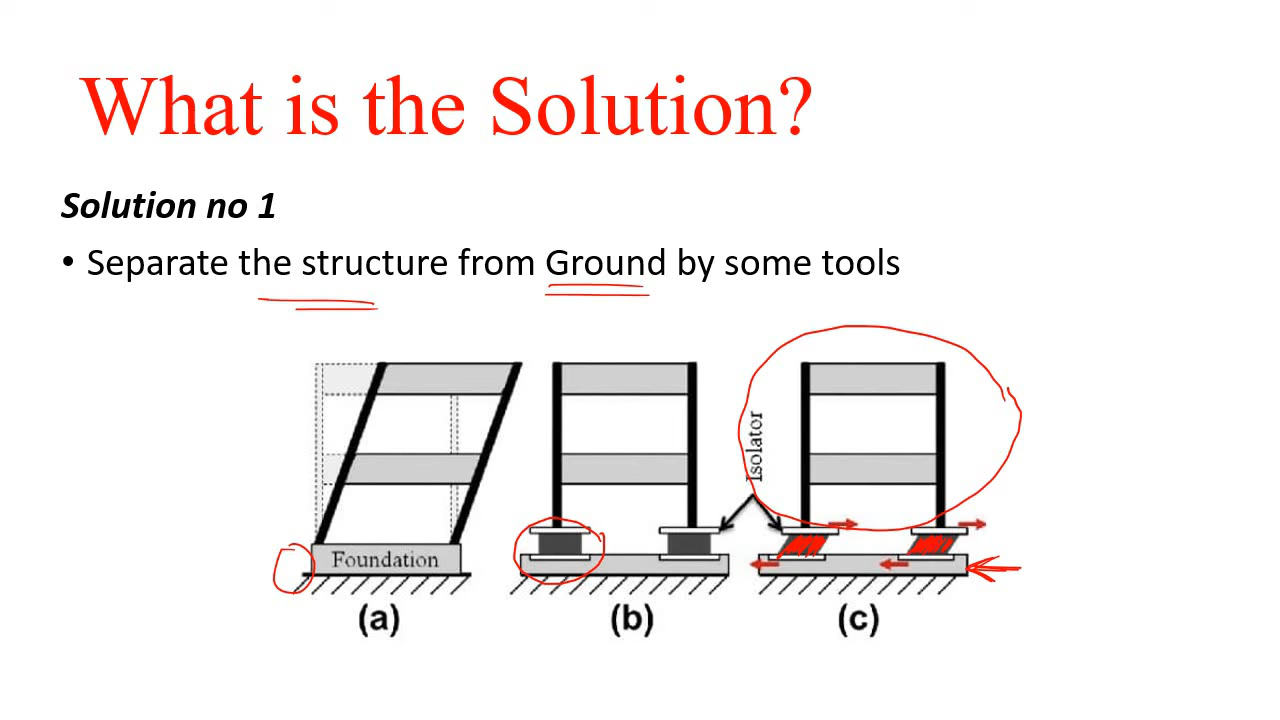 What is the Solution?
Solution no 1
• Separate the structure from Ground by some tools
Isolator
Foundation
(a)
(b)
(c)